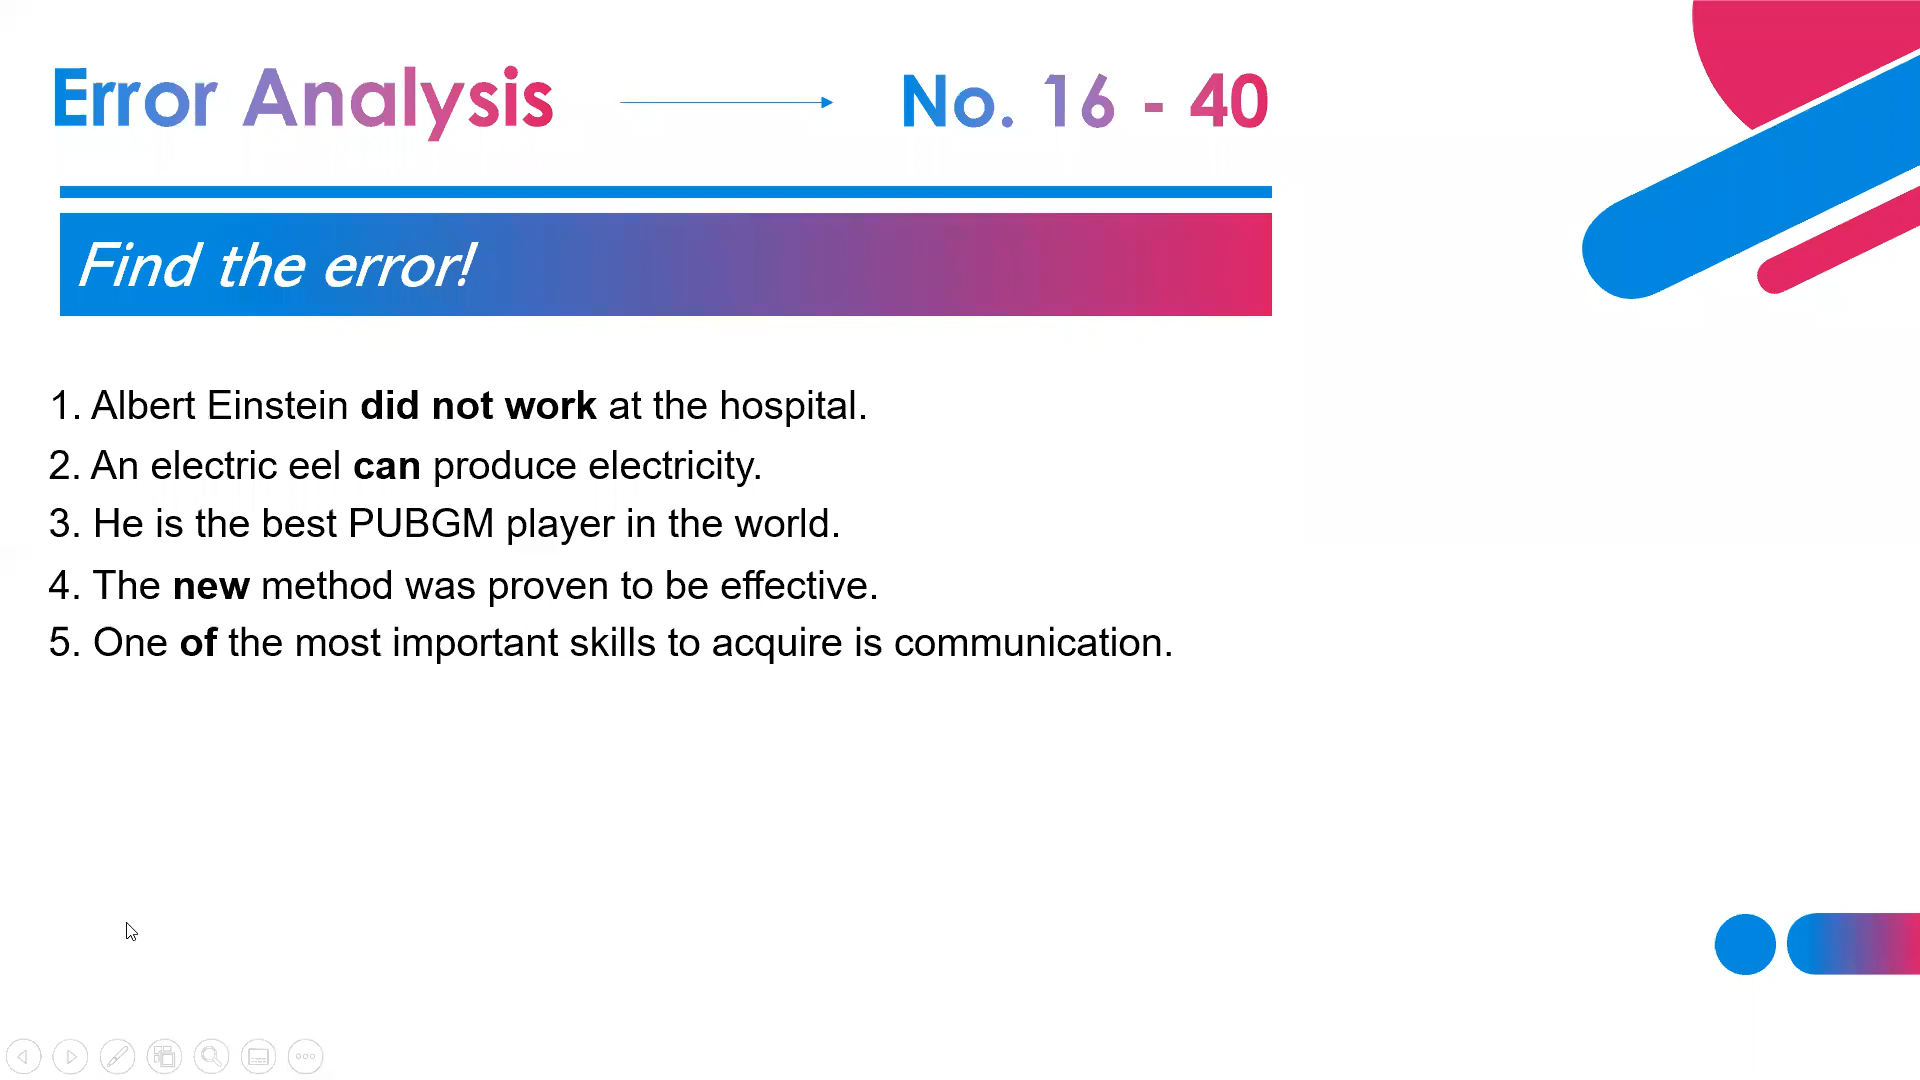 Error Analysis No. 16 - 40
Find the error!
1. Albert Einstein did not work at the hospital.
2. An electric eel can produce electricity.
3. He is the best PUBGM player in the world.
4. The new method was proven to be effective.
5. One of the most important skills to acquire is communication.